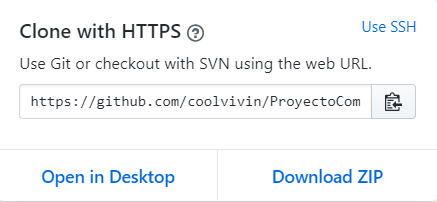 Clone with HTTPS ?
Use SSH
Use Git or checkout with SVN using the web URL.
https://github.com/coolvivin/ProyectoCom
Open in Desktop
Download ZIP